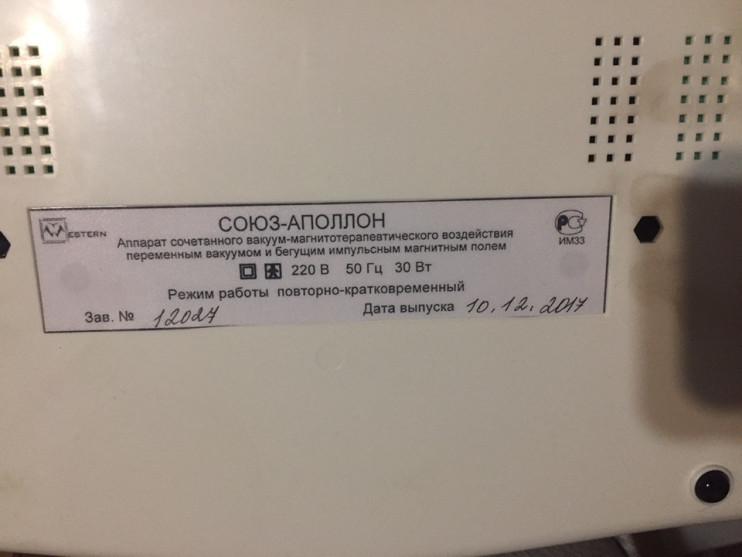 WESTERN
СОЮЗ-АПОЛЛОН
Аппарат сочетанного вакуум-магнитотерапевтического воздействия
переменным вакуумом и бегущим импульсным магнитным полем
220 В 50 Гц 30 Вт
Режим работы повторно-кратковременный
Зав. № 12027 Дата выпуска 10.12.2017
РСТ
ИМ33